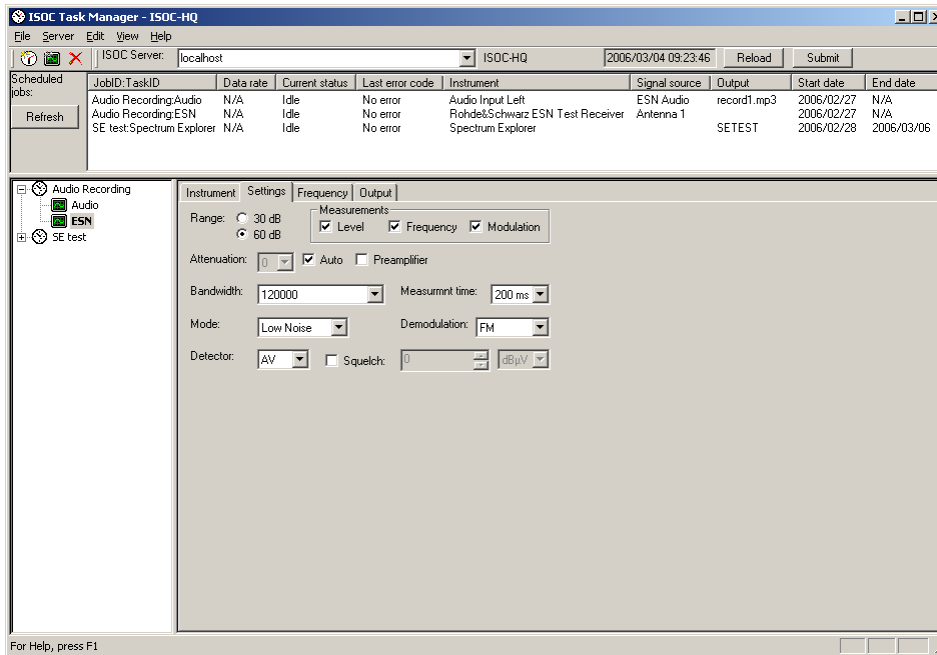 ISOC Task Manager - ISOC-HQ
File Server Edit View Help
ISOC Server: localhost ISOC-HQ 2006/03/04 09:23:46 Reload Submit
Scheduled jobs:
Refresh
JobID:TaskID Data rate Current status Last error code Instrument Signal source Output Start date End date
Audio Recording:Audio N/A Idle No error Audio Input Left ESN Audio record1.mp3 2006/02/27 N/A
Audio Recording:ESN N/A Idle No error Rohde&Schwarz ESN Test Receiver Antenna 1 2006/02/27 N/A
SE test:Spectrum Explorer N/A Idle No error Spectrum Explorer SETEST 2006/02/28 2006/03/06
Audio Recording
Audio
ESN
SE test
Instrument Settings Frequency Output
Range: 30 dB
60 dB
Measurements
Level Frequency Modulation
Attenuation: 0 Auto Preamplifier
Bandwidth: 120000 Measurmnt time: 200 ms
Mode: Low Noise Demodulation: FM
Detector: AV Squelch: 0 dBµV
For Help, press F1